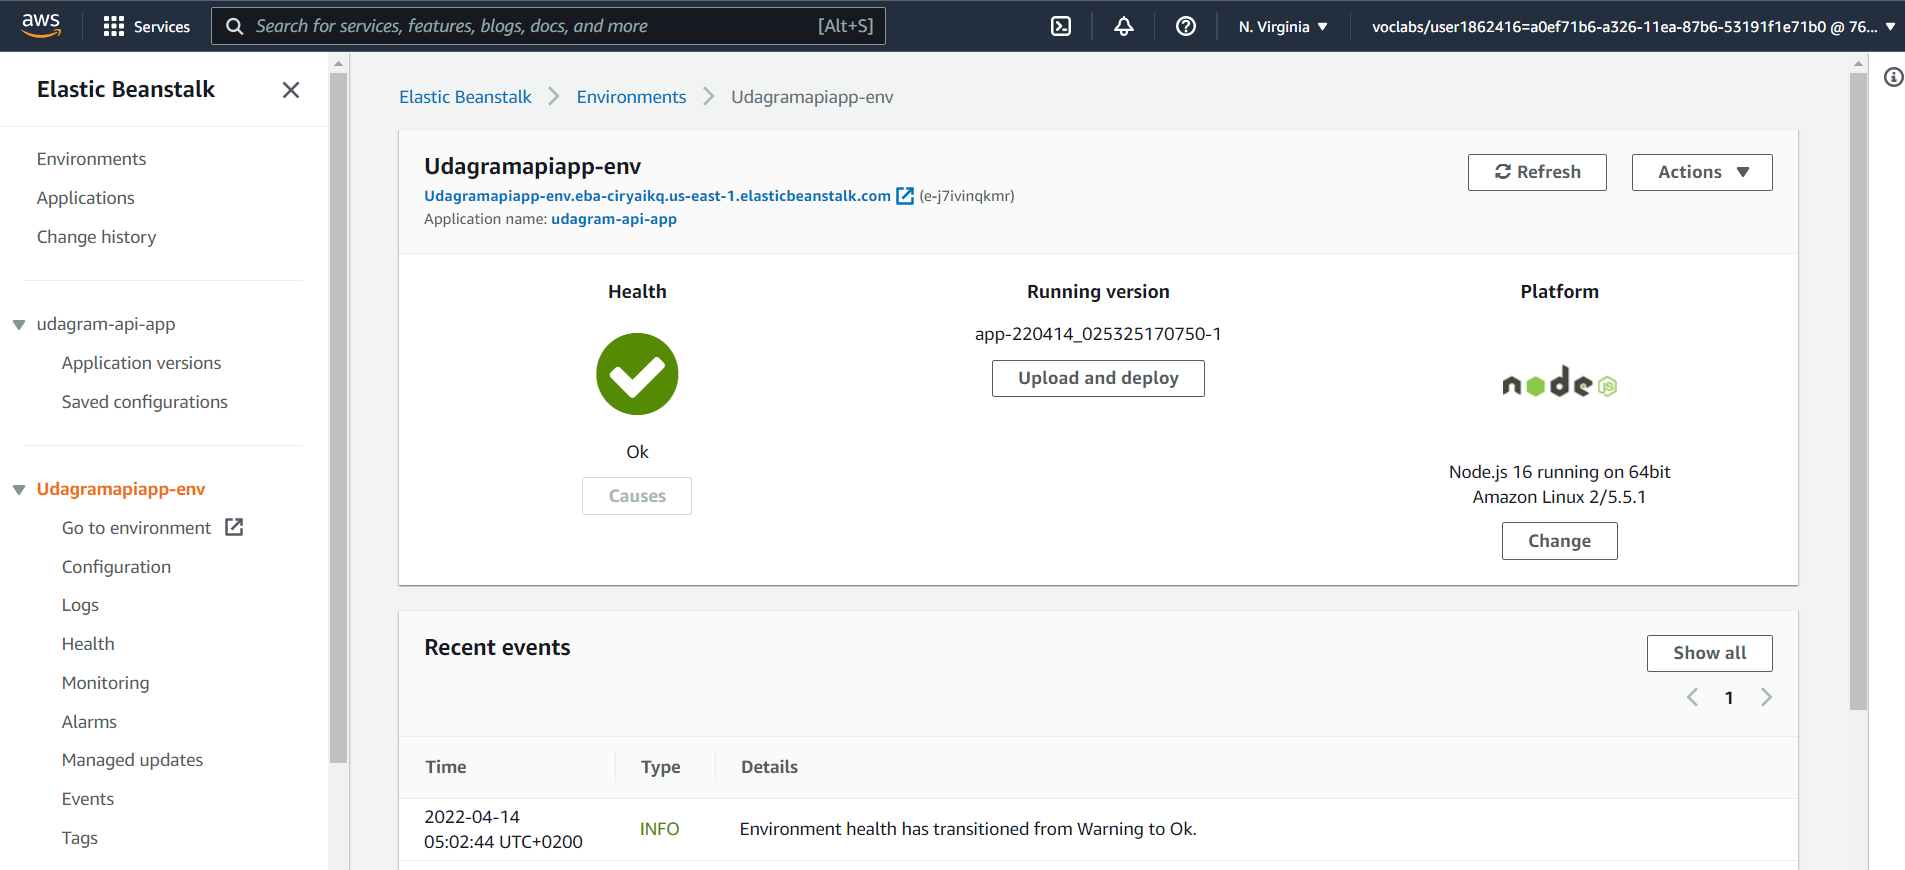 aws
Services
Search for services, features, blogs, docs, and more
[Alt+S]
N. Virginia
voclabs/user1862416=a0ef71b6-a326-11ea-87b6-53191f1e71b0 @ 76...
Elastic Beanstalk
Environments
Applications
Change history
udagram-api-app
Application versions
Saved configurations
Udagramapiapp-env
Go to environment
Configuration
Logs
Health
Monitoring
Alarms
Managed updates
Events
Tags
Elastic Beanstalk > Environments > Udagramapiapp-env
Udagramapiapp-env
Udagramapiapp-env.eba-ciryaikq.us-east-1.elasticbeanstalk.com (e-j7ivinqkmr)
Application name: udagram-api-app
Refresh
Actions
Health
Ok
Causes
Running version
app-220414_025325170750-1
Upload and deploy
Platform
node JS
Node.js 16 running on 64bit
Amazon Linux 2/5.5.1
Change
Recent events
Show all
1
Time Type Details
2022-04-14
05:02:44 UTC+0200
INFO
Environment health has transitioned from Warning to Ok.